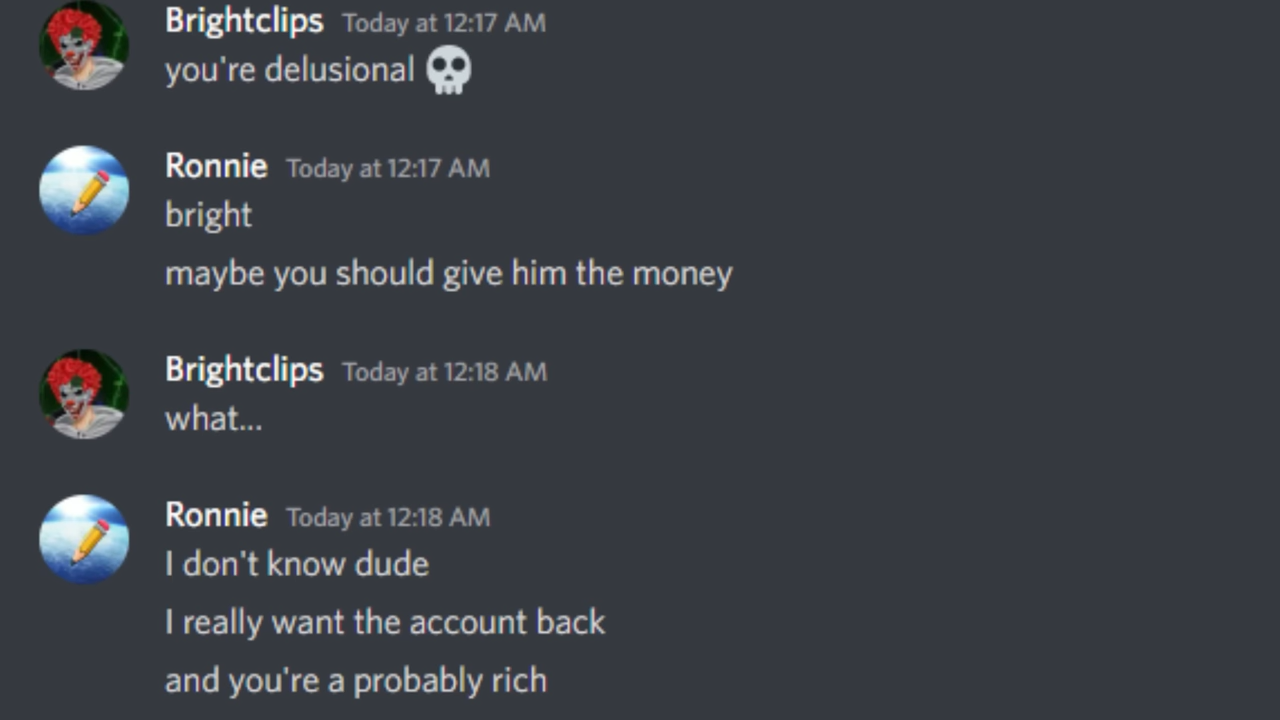 Brightclips Today at 12:17 AM
you're delusional 💀
Ronnie Today at 12:17 AM
bright
maybe you should give him the money
Brightclips Today at 12:18 AM
what...
Ronnie Today at 12:18 AM
I don't know dude
I really want the account back
and you're a probably rich